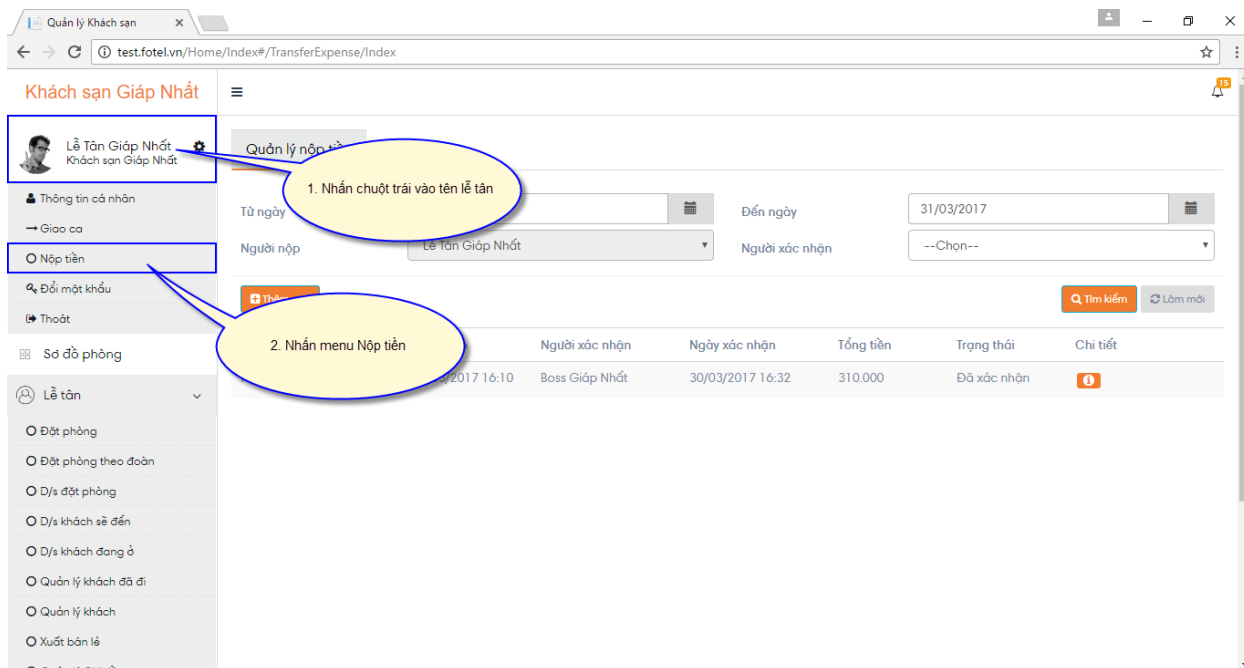 Quản lý Khách sạn
test.fotel.vn/Home/Index#/TransferExpense/Index
Khách sạn Giáp Nhất
15
Lễ Tân Giáp Nhất
Khách sạn Giáp Nhất
Quản lý nộp
1. Nhấn chuột trái vào tên lễ tân
Thông tin cá nhân
Giao ca
Nộp tiền
Đổi mật khẩu
Thoát
Sơ đồ phòng
Lễ tân
Đặt phòng
Đặt phòng theo đoàn
D/s đặt phòng
D/s khách sẽ đến
D/s khách đang ở
Quản lý khách đã đi
Quản lý khách
Xuất bán lẻ
Từ ngày
Đến ngày
31/03/2017
Người nộp
Lễ Tân Giáp Nhất
Người xác nhận
--Chọn--
Tìm kiếm
Làm mới
2. Nhấn menu Nộp tiền
Người xác nhận
Ngày xác nhận
Tổng tiền
Trạng thái
Chi tiết
/2017 16:10
Boss Giáp Nhất
30/03/2017 16:32
310.000
Đã xác nhận